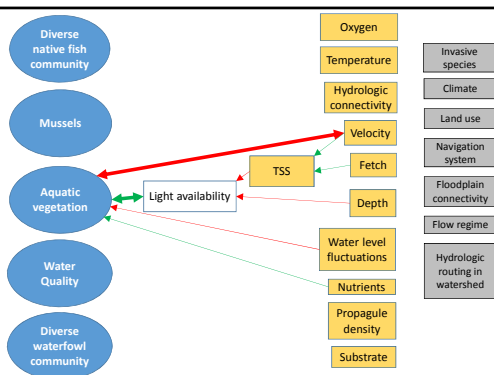 Diverse
native fish
community
Mussels
Aquatic
vegetation
Water
Quality
Diverse
waterfowl
community
Light availability
TSS
Oxygen
Temperature
Hydrologic
connectivity
Velocity
Fetch
Depth
Water level
fluctuations
Nutrients
Propagule
density
Substrate
Invasive
species
Climate
Land use
Navigation
system
Floodplain
connectivity
Flow regime
Hydrologic
routing in
watershed